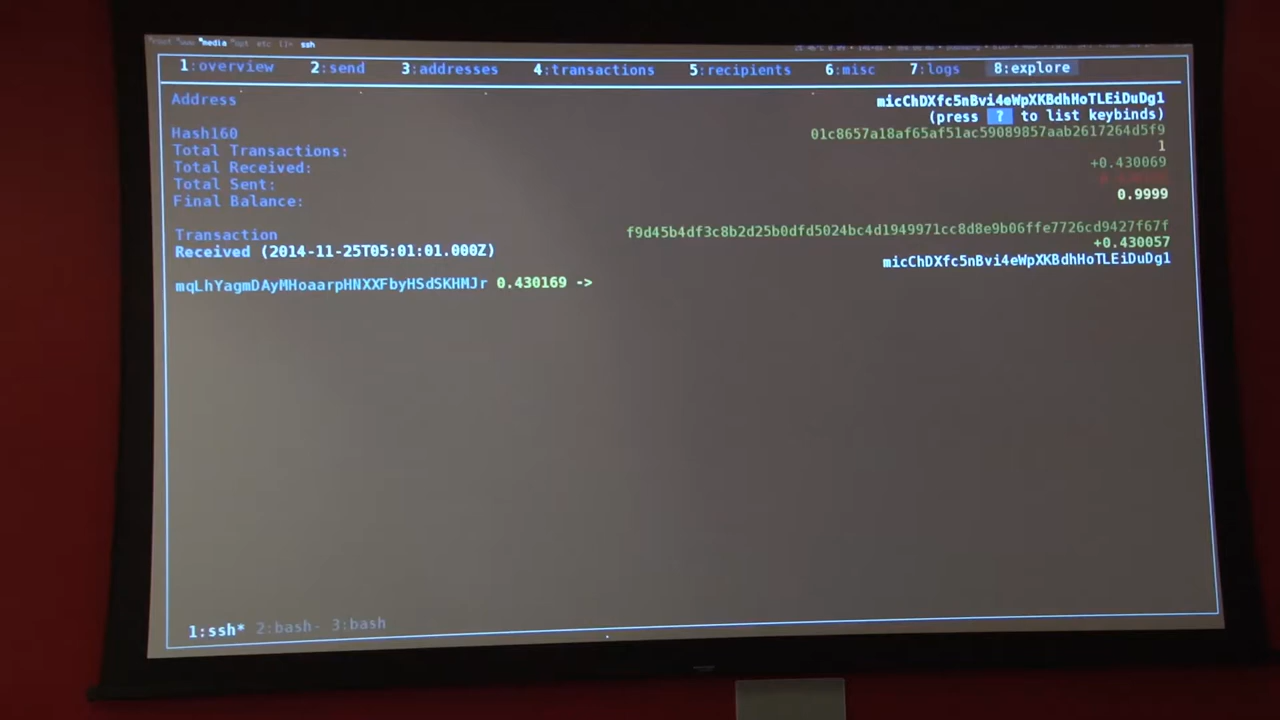 *media ssh
1:overview 2:send 3:addresses 4:transactions 5:recipients 6:misc 7:logs 8:explore
Address micChDXfc5nBvi4eWpXKBdhHoTLEiDuDg1
(press ? to list keybinds)
Hash160 01c8657a18af65af51ac59089857aab2617264d5f9
Total Transactions: 1
Total Received: +0.430069
Total Sent:
Final Balance: 0.9999
Transaction f9d45b4df3c8b2d25b0dfd5024bc4d1949971cc8d8e9b06ffe7726cd9427f67f
Received (2014-11-25T05:01:01.000Z) +0.430057
micChDXfc5nBvi4eWpXKBdhHoTLEiDuDg1
mqLhYagmDAyMHoaarpHNXXFbyHSdSKHMJr 0.430169 ->
1:ssh* 2:bash- 3:bash